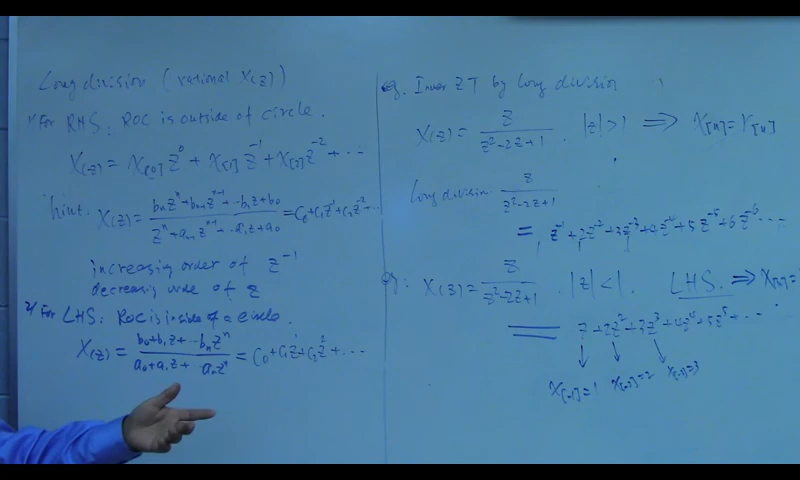 Long division (rational X(z))
1/ For RHS: ROC is outside of circle.
X(z) = x[0]z^0 + x[1]z^-1 + x[2]z^-2 + ...
hint. X(z) = (b_n z^n + b_n-1 z^n-1 + ... b_1 z + b_0) / (z^n + a_n-1 z^n-1 + ... a_1 z + a_0) = C_0 + C_1 z^-1 + C_2 z^-2 ...
increasing order of z^-1
decreasing order of z
2/ For LHS: ROC is inside of a circle.
X(z) = (b_0 + b_1 z + ... b_n z^n) / (a_0 + a_1 z + ... a_n z^n) = C_0 + C_1 z^1 + C_2 z^2 + ...
eg. Inver ZT by long division
X(z) = z / (z^2 - 2z + 1) . |z| > 1 ⟹ x[n] = r[n]
Long division: z / (z^2 - 2z + 1)
= z^-1 + 2z^-2 + 3z^-3 + 4z^-4 + 5z^-5 + 6z^-6 ...
eg: X(z) = z / (z^2 - 2z + 1) . |z| < 1. LHS. ⟹ x[n] =
= z + 2z^2 + 3z^3 + 4z^4 + 5z^5 + ...
x[-1] = 1 x[-2] = 2 x[-3] = 3